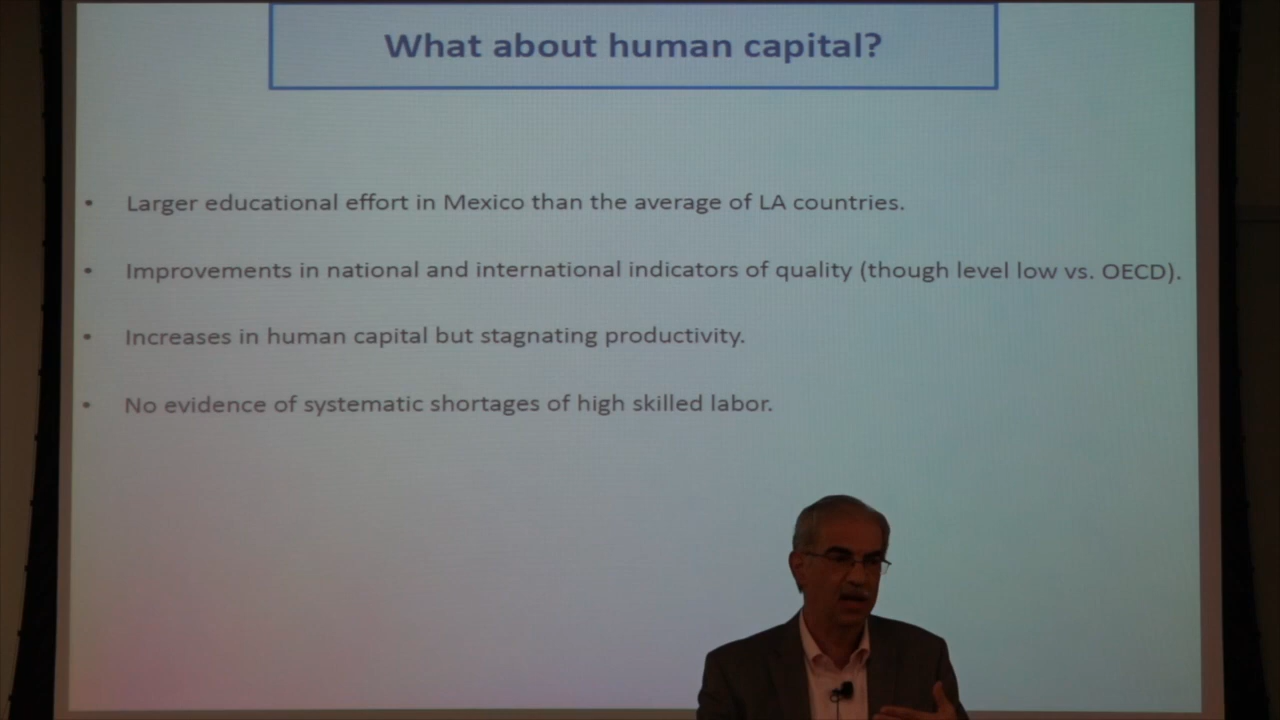 What about human capital?
• Larger educational effort in Mexico than the average of LA countries.
• Improvements in national and international indicators of quality (though level low vs. OECD).
• Increases in human capital but stagnating productivity.
• No evidence of systematic shortages of high skilled labor.